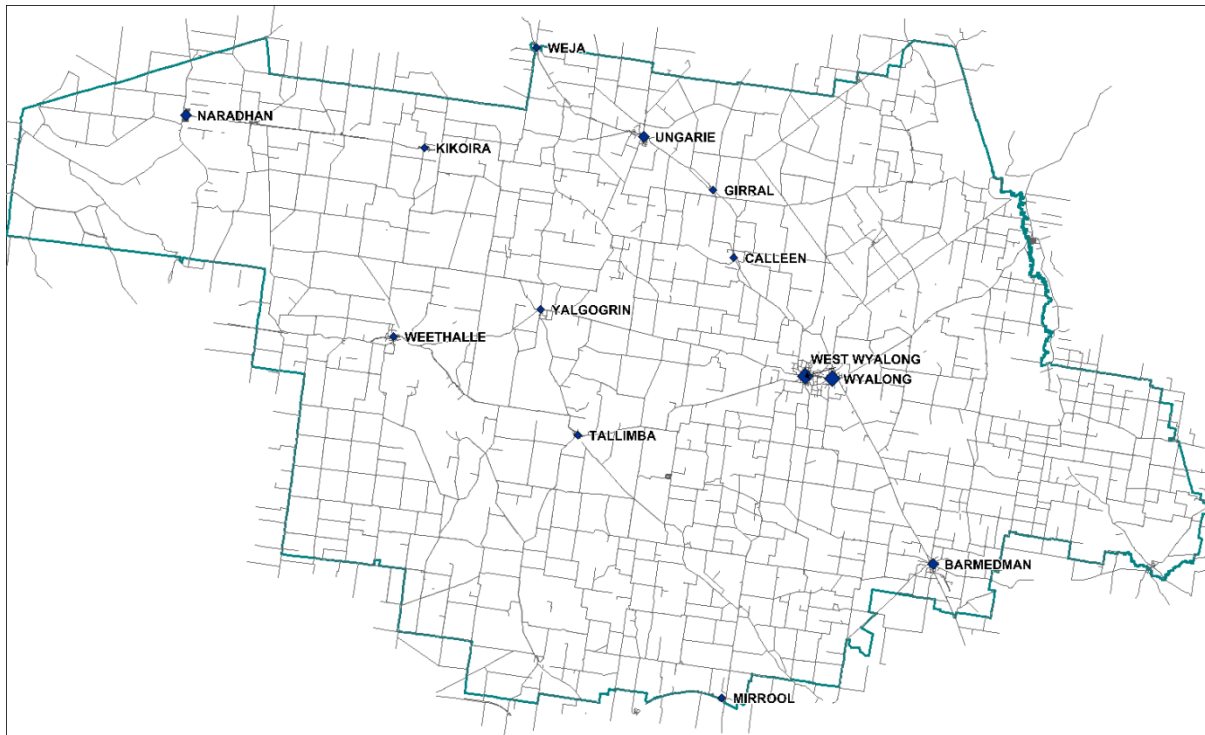 WEJA
NARADHAN
UNGARIE
KIKOIRA
GIRRAL
CALLEEN
YALGOGRIN
WEETHALLE
WEST WYALONG
WYALONG
TALLIMBA
BARMEDMAN
MIRROOL